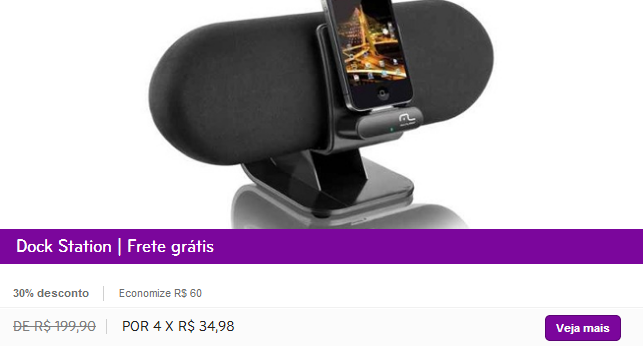 Dock Station | Frete grátis
30% desconto
Economize R$ 60
DE R$ 199,90
POR 4 X R$ 34,98
Veja mais